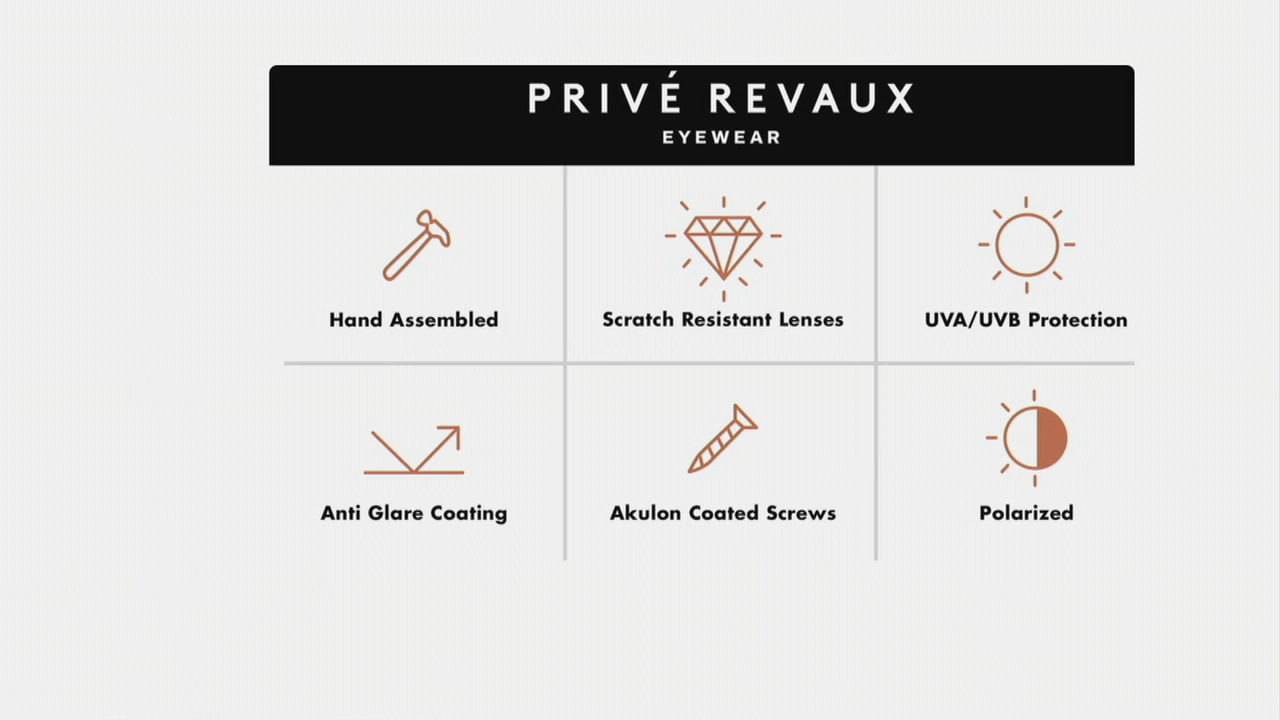 PRIVÉ REVAUX
EYEWEAR
Hand Assembled
Scratch Resistant Lenses
UVA/UVB Protection
Anti Glare Coating
Akulon Coated Screws
Polarized